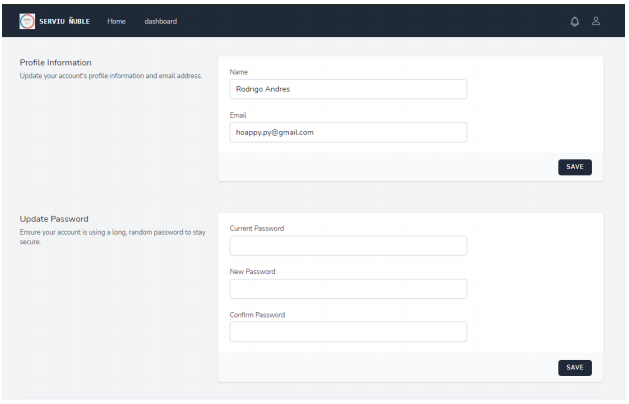 SERVIU ÑUBLE Home dashboard
Profile Information
Update your account's profile information and email address.
Name
Rodrigo Andres
Email
hoappy.py@gmail.com
SAVE
Update Password
Ensure your account is using a long, random password to stay
secure.
Current Password
New Password
Confirm Password
SAVE